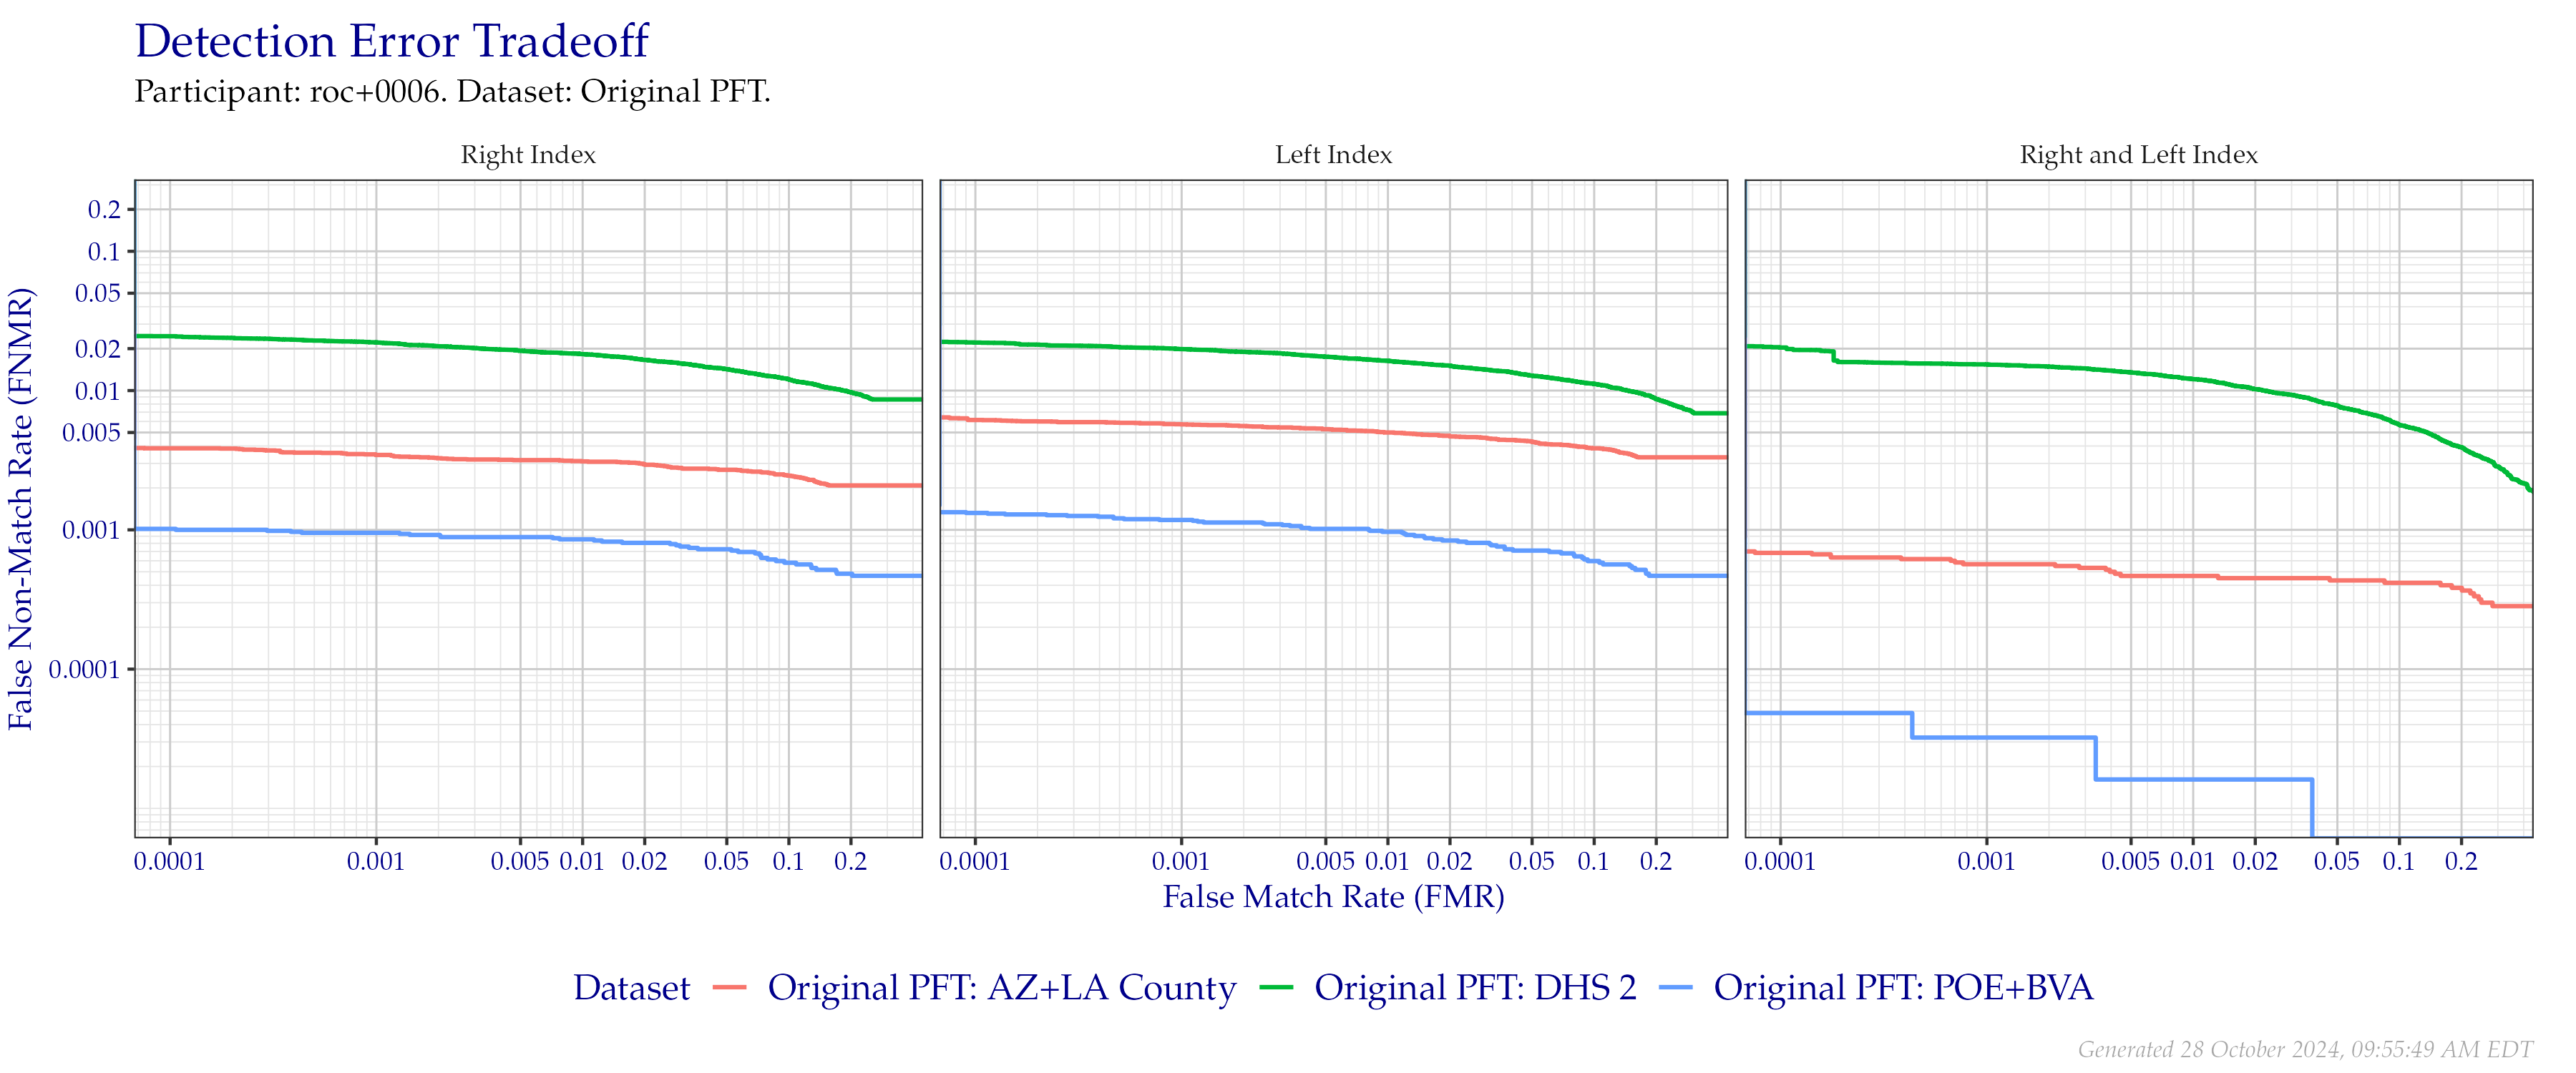 Detection Error Tradeoff
Participant: roc+0006. Dataset: Original PFT.
Right Index
Left Index
Right and Left Index
False Non-Match Rate (FNMR)
0.2
0.1
0.05
0.02
0.01
0.005
0.001
0.0001
0.0001 0.001 0.005 0.01 0.02 0.05 0.1 0.2
0.0001 0.001 0.005 0.01 0.02 0.05 0.1 0.2
0.0001 0.001 0.005 0.01 0.02 0.05 0.1 0.2
False Match Rate (FMR)
Dataset Original PFT: AZ+LA County Original PFT: DHS 2 Original PFT: POE+BVA
Generated 28 October 2024, 09:55:49 AM EDT